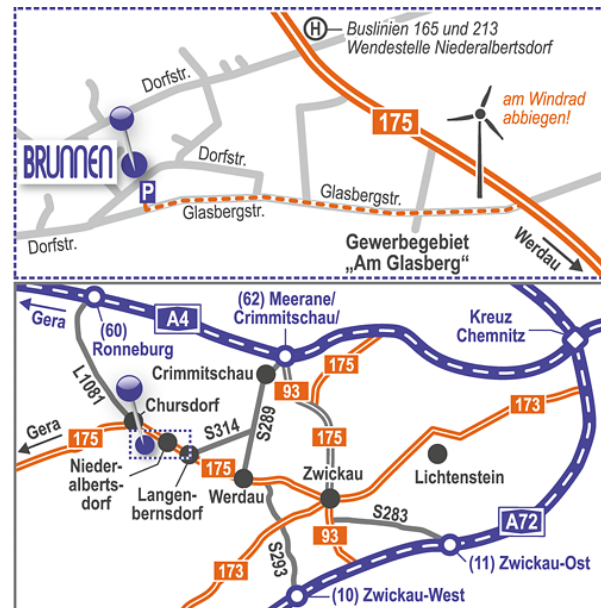 H
Buslinien 165 und 213
Wendestelle Niederalbertsdorf
Dorfstr.
175
am Windrad
abbiegen!
BRUNNEN
Dorfstr.
P
Glasbergstr.
Glasbergstr.
Dorfstr.
Gewerbegebiet
„Am Glasberg“
Werdau
Gera
A4
(62) Meerane/
Crimmitschau/
Kreuz
Chemnitz
(60)
Ronneburg
175
93
Crimmitschau
L1081
173
Chursdorf
S314
S289
175
Gera
175
Nieder-
alberts-
dorf
Langen-
bernsdorf
175
Werdau
Zwickau
Lichtenstein
S283
A72
93
S293
173
(11) Zwickau-Ost
(10) Zwickau-West